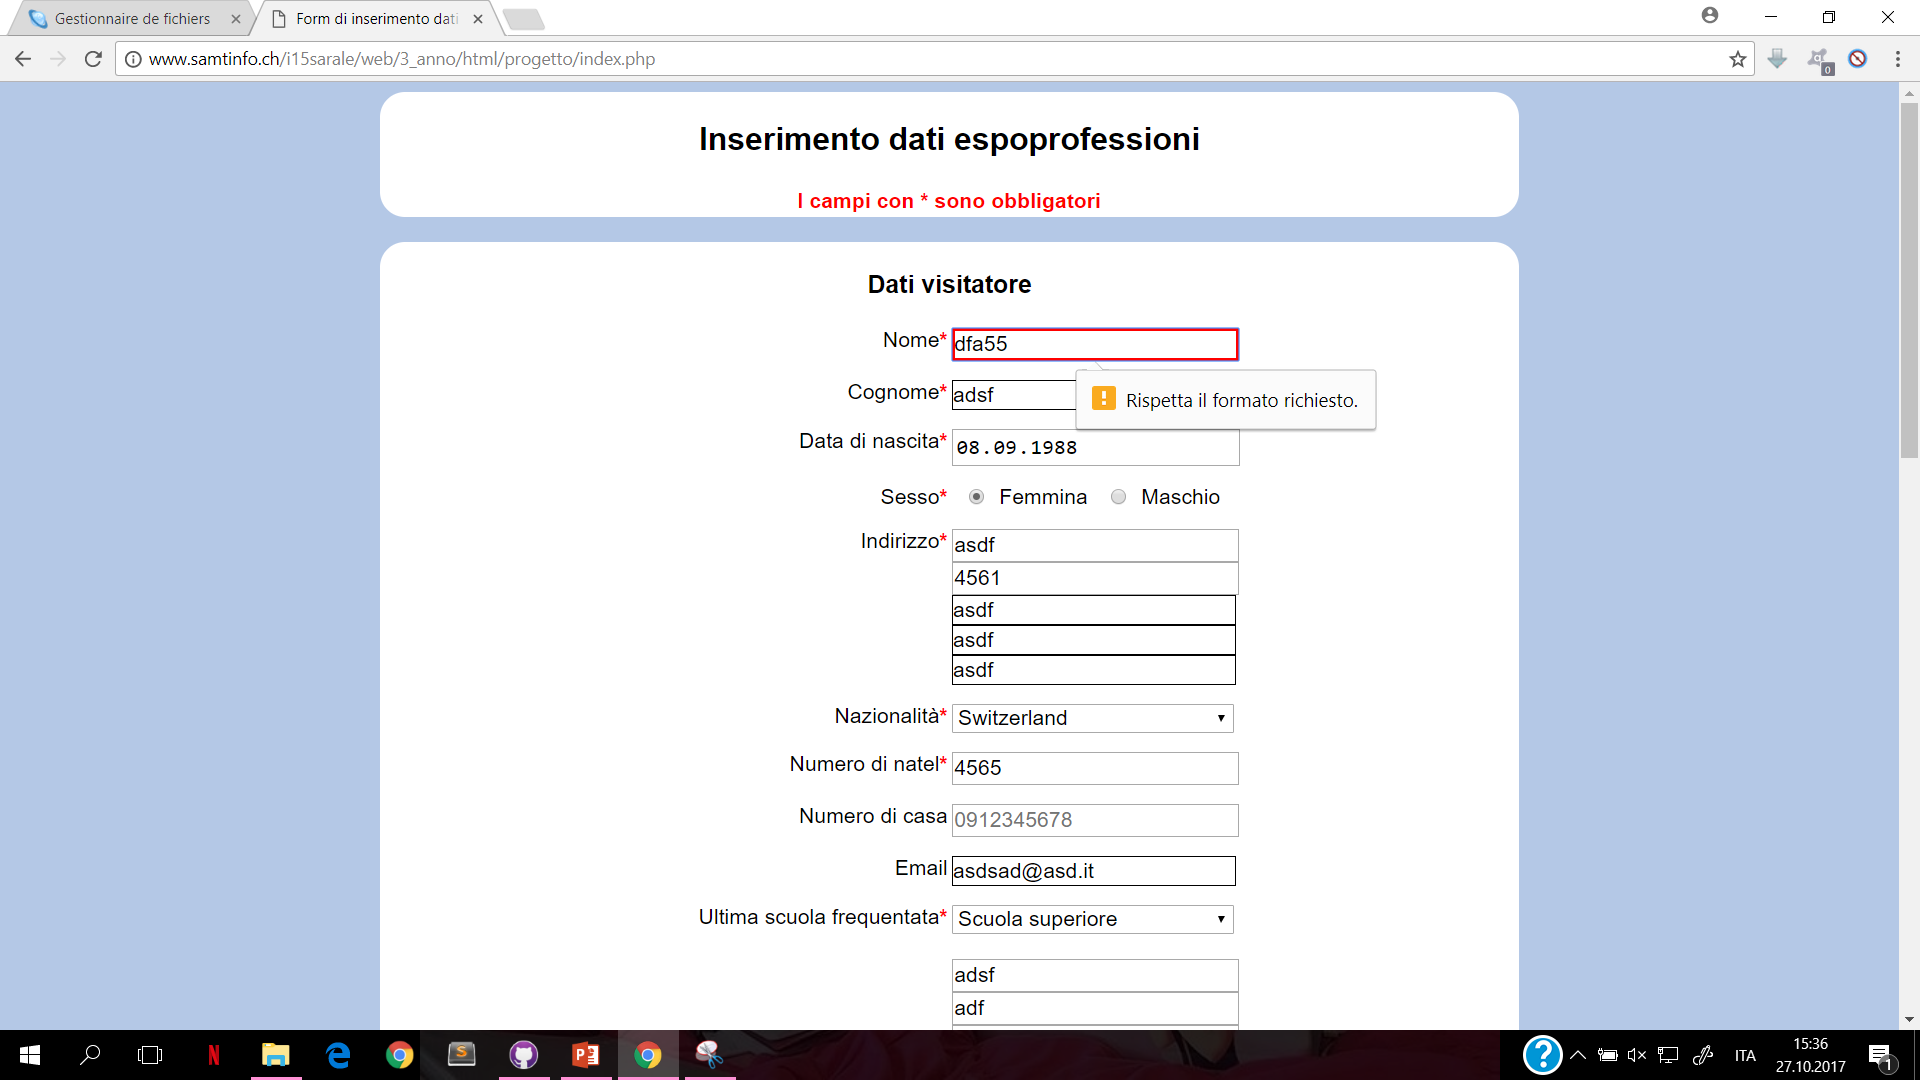 Gestionnaire de fichiers
Form di inserimento dati
www.samtinfo.ch/i15sarale/web/3_anno/html/progetto/index.php
0
Inserimento dati espoprofessioni
I campi con * sono obbligatori
Dati visitatore
Nome* dfa55
Rispetta il formato richiesto.
Cognome* adsf
Data di nascita* 08.09.1988
Sesso* Femmina Maschio
Indirizzo* asdf
4561
asdf
asdf
asdf
Nazionalità* Switzerland
Numero di natel* 4565
Numero di casa 0912345678
Email asdsad@asd.it
Ultima scuola frequentata* Scuola superiore
adsf
adf
ITA
15:36
27.10.2017
1